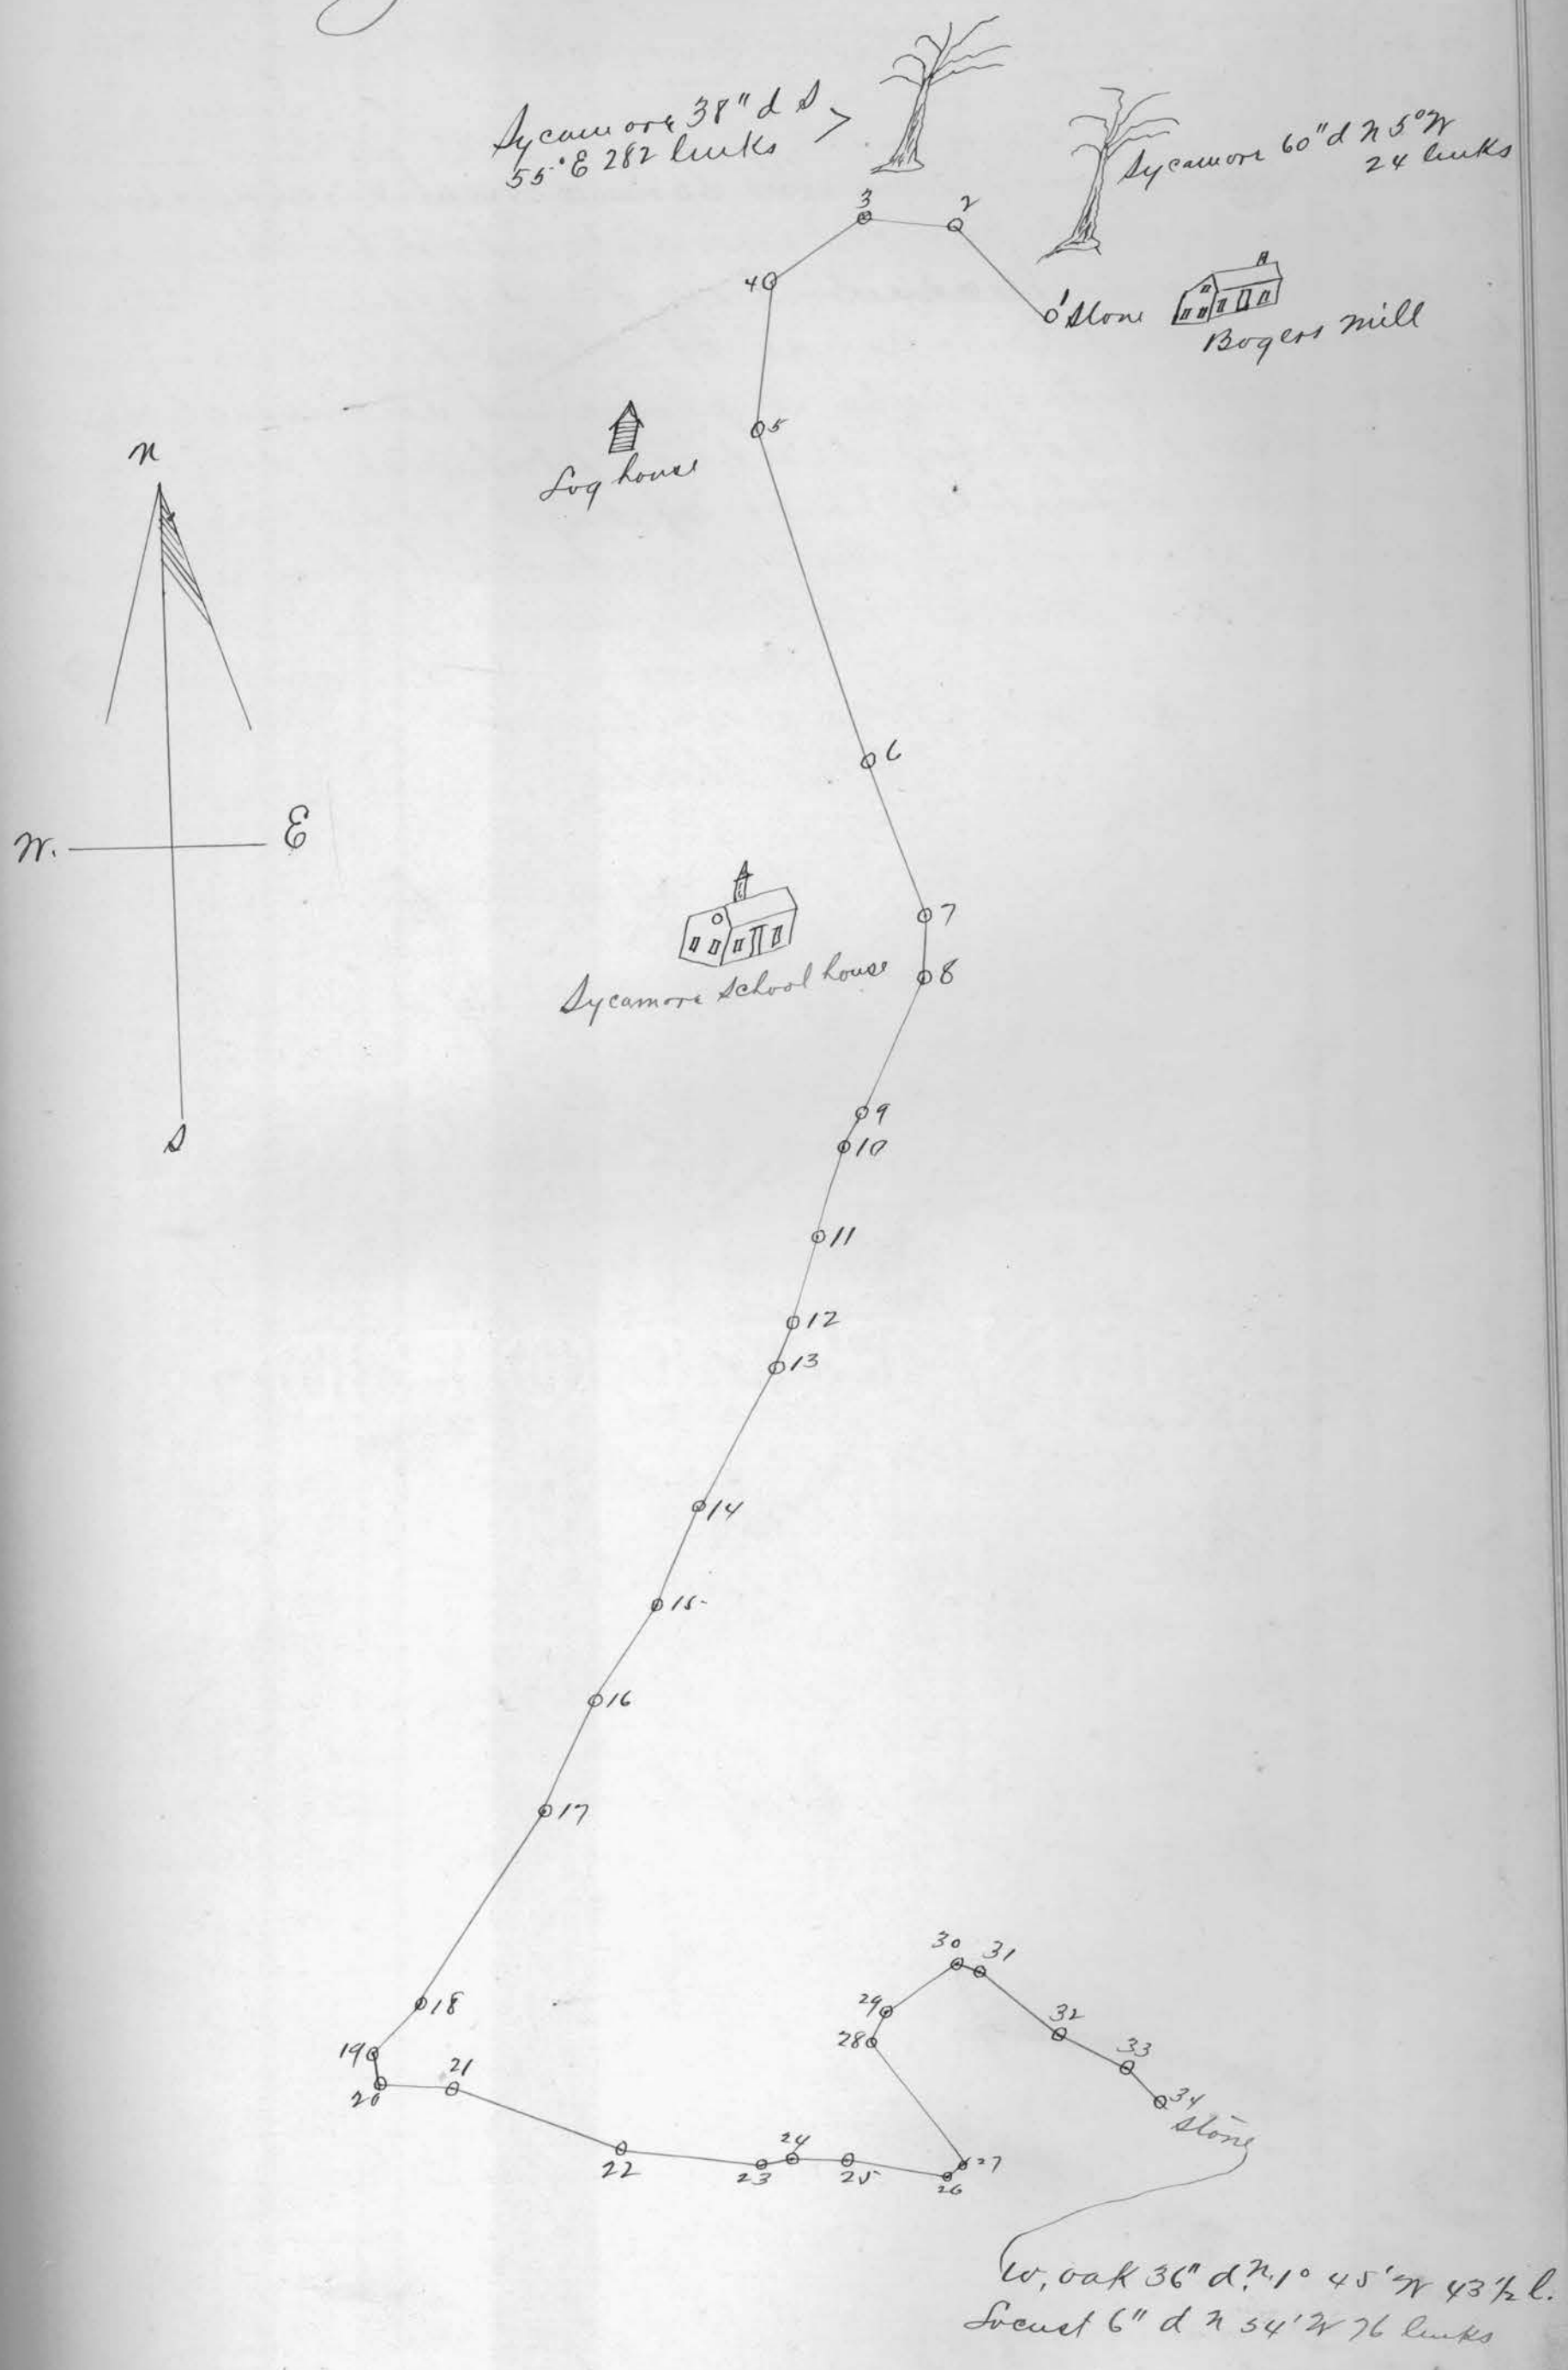 Sycamore 38" d S
55° E 282 links
Sycamore 60" d N 5° W
24 links
3
2
4
1 Stone
Bogers mill
5
Log house
N
6
W.
E
7
8
Sycamore School house
S
9
10
11
12
13
14
15
16
17
30
31
18
29
32
28
19
33
21
20
34
Stone
24
22
23
25
27
26
W. oak 36" d. N. 1° 45' W 43 1/2 l.
Locust 6" d N 54' W 76 links